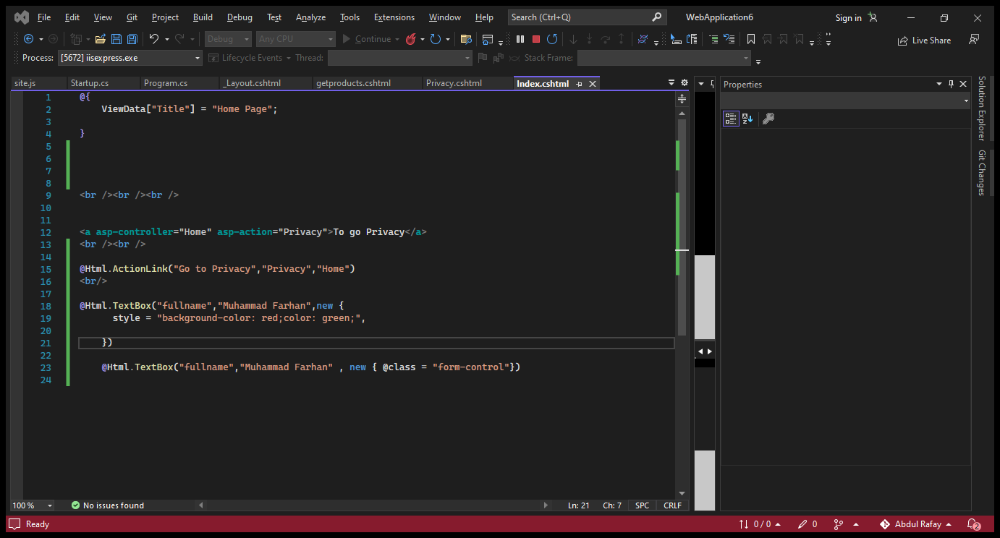 File Edit View Git Project Build Debug Test Analyze Tools Extensions Window Help Search (Ctrl+Q) WebApplication6 Sign in
Debug Any CPU Continue Live Share
Process: [5672] iisexpress.exe Lifecycle Events Thread: Stack Frame:
site.js Startup.cs Program.cs _Layout.cshtml getproducts.cshtml Privacy.cshtml Index.cshtml
1 @{
2 ViewData["Title"] = "Home Page";
3
4 }
5
6
7
8
9 <br /><br /><br />
10
11
12 <a asp-controller="Home" asp-action="Privacy">To go Privacy</a>
13 <br /><br />
14
15 @Html.ActionLink("Go to Privacy","Privacy","Home")
16 <br/>
17
18 @Html.TextBox("fullname","Muhammad Farhan",new {
19 style = "background-color: red;color: green;",
20
21 })
22
23 @Html.TextBox("fullname","Muhammad Farhan" , new { @class = "form-control"})
24
100 % No issues found Ln: 21 Ch: 7 SPC CRLF
Properties
Solution Explorer
Git Changes
Ready 0 / 0 0 Abdul Rafay 2